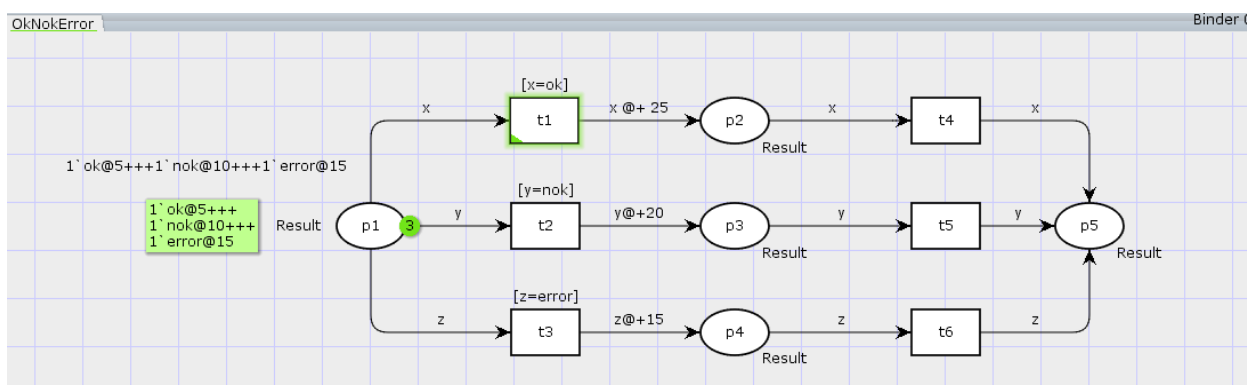 OkNokError
Binder 0
[x=ok]
x
t1
x @+ 25
p2
x
t4
x
Result
1`ok@5+++1`nok@10+++1`error@15
[y=nok]
1`ok@5+++
1`nok@10+++
1`error@15
Result
p1
3
y
t2
y@+20
p3
y
t5
y
p5
Result
Result
[z=error]
z
t3
z@+15
p4
z
t6
z
Result